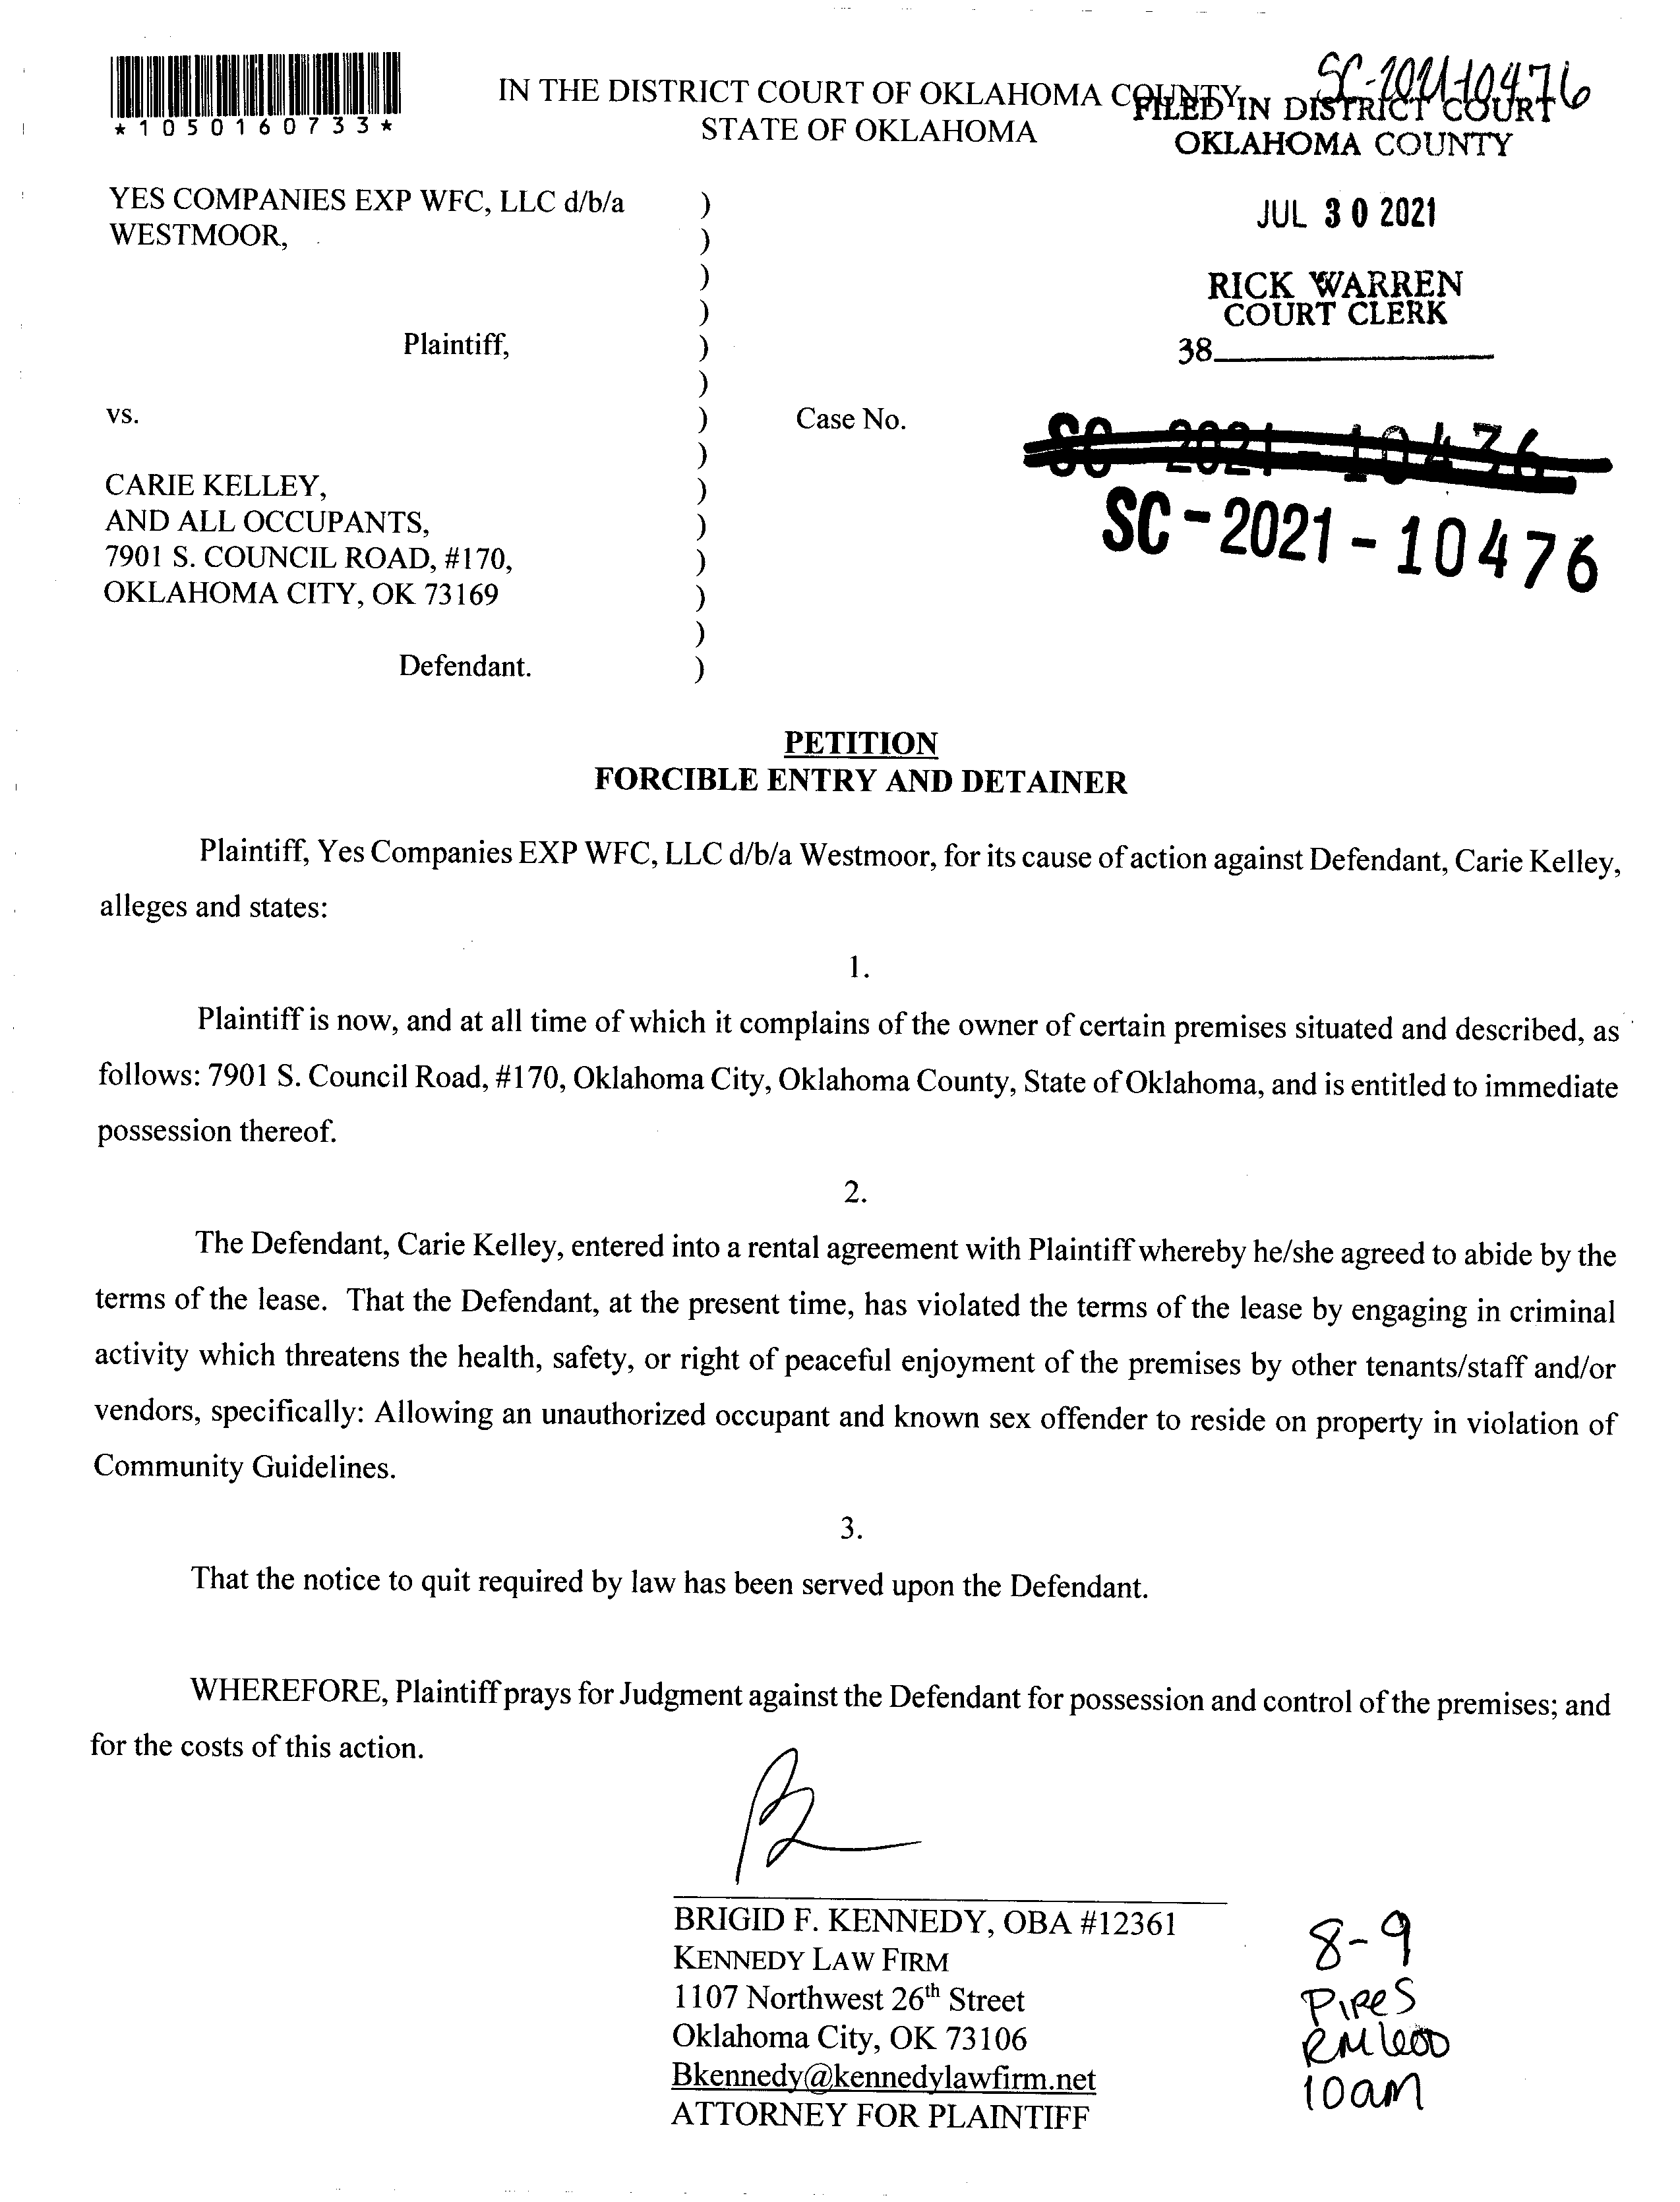 *1050160733*
SC-2021-10476
IN THE DISTRICT COURT OF OKLAHOMA COUNTY
STATE OF OKLAHOMA
FILED IN DISTRICT COURT
OKLAHOMA COUNTY
JUL 30 2021
RICK WARREN
COURT CLERK
38
YES COMPANIES EXP WFC, LLC d/b/a )
WESTMOOR, )
)
)
Plaintiff, )
)
vs. ) Case No.
)
CARIE KELLEY, )
AND ALL OCCUPANTS, )
7901 S. COUNCIL ROAD, #170, )
OKLAHOMA CITY, OK 73169 )
)
Defendant. )
SC 2021-10436
SC-2021-10476
PETITION
FORCIBLE ENTRY AND DETAINER
Plaintiff, Yes Companies EXP WFC, LLC d/b/a Westmoor, for its cause of action against Defendant, Carie Kelley,
alleges and states:
1.
Plaintiff is now, and at all time of which it complains of the owner of certain premises situated and described, as
follows: 7901 S. Council Road, #170, Oklahoma City, Oklahoma County, State of Oklahoma, and is entitled to immediate
possession thereof.
2.
The Defendant, Carie Kelley, entered into a rental agreement with Plaintiff whereby he/she agreed to abide by the
terms of the lease. That the Defendant, at the present time, has violated the terms of the lease by engaging in criminal
activity which threatens the health, safety, or right of peaceful enjoyment of the premises by other tenants/staff and/or
vendors, specifically: Allowing an unauthorized occupant and known sex offender to reside on property in violation of
Community Guidelines.
3.
That the notice to quit required by law has been served upon the Defendant.
WHEREFORE, Plaintiff prays for Judgment against the Defendant for possession and control of the premises; and
for the costs of this action.
BRIGID F. KENNEDY, OBA #12361
KENNEDY LAW FIRM
1107 Northwest 26th Street
Oklahoma City, OK 73106
Bkennedy@kennedylawfirm.net
ATTORNEY FOR PLAINTIFF
8-9
PIPES
RM 600
10am